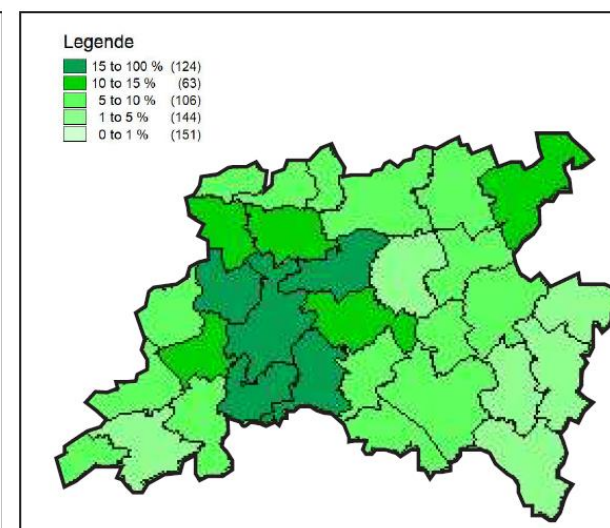 Legende
15 to 100 % (124)
10 to 15 % (63)
5 to 10 % (106)
1 to 5 % (144)
0 to 1 % (151)